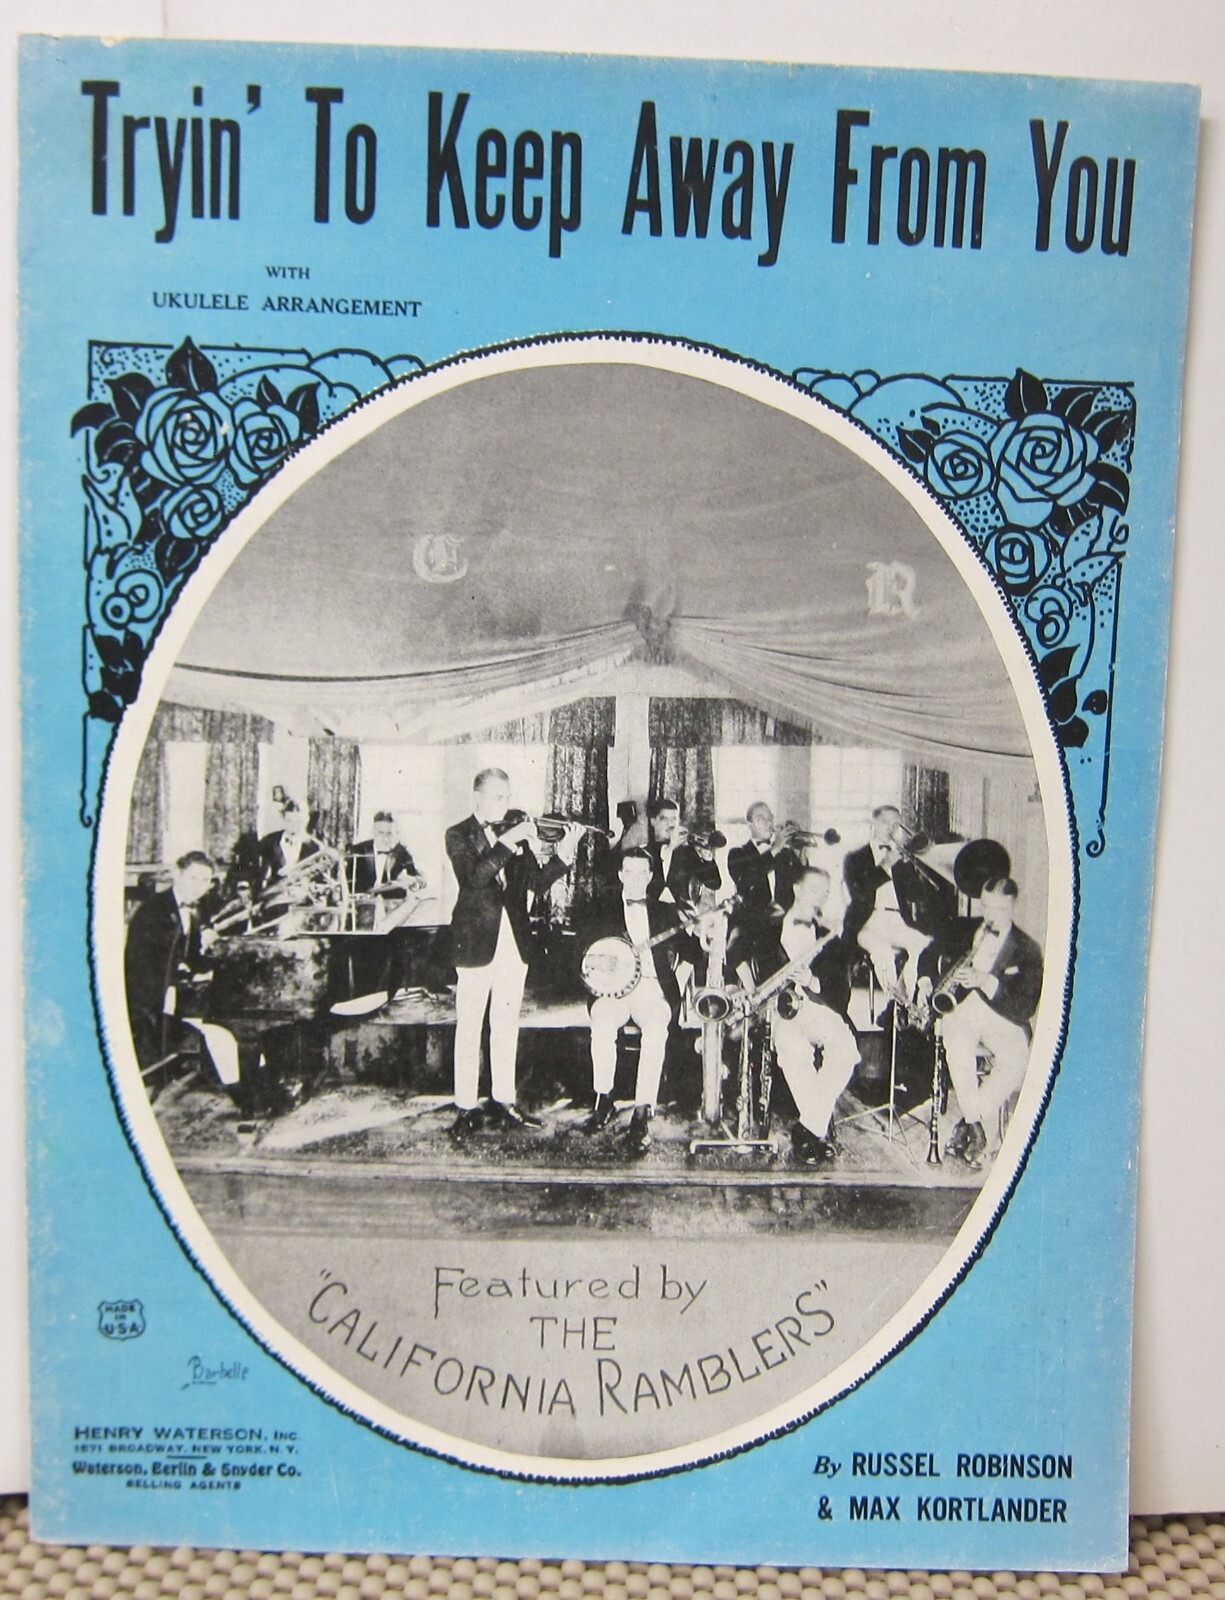 Tryin' To Keep Away From You
WITH
UKULELE ARRANGEMENT
C R
Featured by
THE
"CALIFORNIA RAMBLERS"
MADE
IN
U.S.A
Barbelle
HENRY WATERSON, INC
1571 BROADWAY, NEW YORK, N. Y.
Waterson, Berlin & Snyder Co.
SELLING AGENTS
By RUSSEL ROBINSON
& MAX KORTLANDER